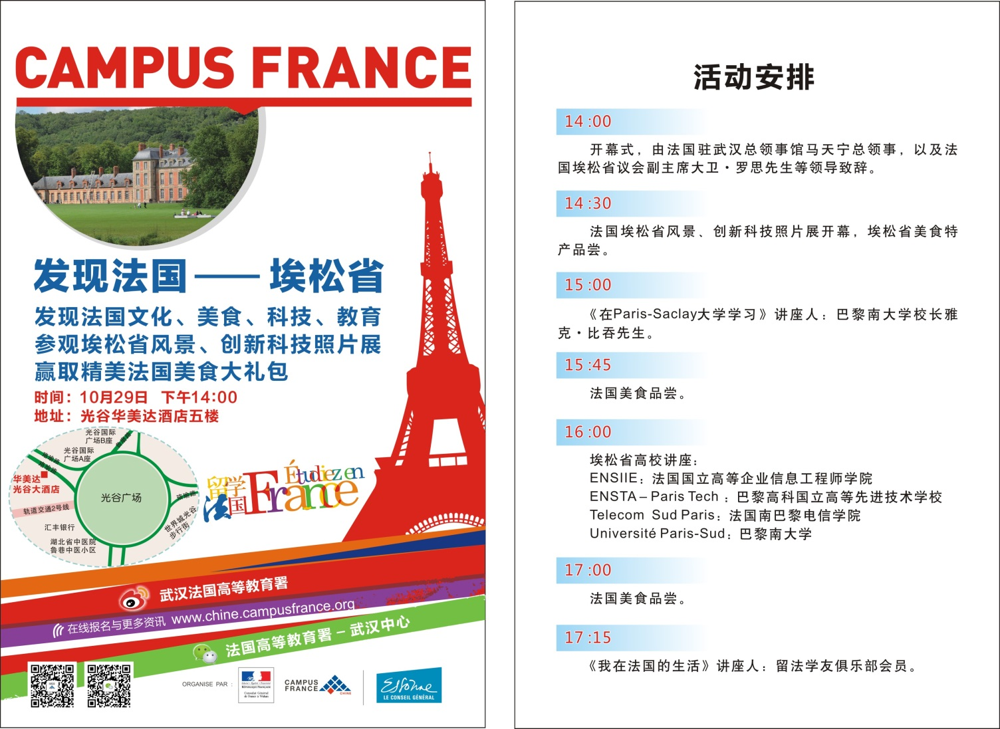 CAMPUS FRANCE
发现法国——埃松省
发现法国文化、美食、科技、教育
参观埃松省风景、创新科技照片展
赢取精美法国美食大礼包
时间：10月29日 下午14:00
地址：光谷华美达酒店五楼
光谷国际
广场B座
光谷国际
广场A座
珞瑜路
华美达
光谷大酒店
光谷广场
珞瑜路
轨道交通2号线
汇丰银行
世界城光谷
步行街
湖北省中医院
鲁巷中医小区
留学法国
Étudiez en
France
武汉法国高等教育署
在线报名与更多资讯 www.chine.campusfrance.org
法国高等教育署－武汉中心
ORGANISE PAR :
RÉPUBLIQUE FRANÇAISE
Consulat Général
de France à Wuhan
CAMPUS
FRANCE
CHINE
Essonne
LE CONSEIL GÉNÉRAL
活动安排
14:00
开幕式，由法国驻武汉总领事馆马天宁总领事，以及法
国埃松省议会副主席大卫·罗思先生等领导致辞。
14:30
法国埃松省风景、创新科技照片展开幕，埃松省美食特
产品尝。
15:00
《在Paris-Saclay大学学习》讲座人：巴黎南大学校长雅
克·比吞先生。
15:45
法国美食品尝。
16:00
埃松省高校讲座：
ENSIIE：法国国立高等企业信息工程师学院
ENSTA – Paris Tech ：巴黎高科国立高等先进技术学校
Telecom Sud Paris：法国南巴黎电信学院
Université Paris-Sud：巴黎南大学
17:00
法国美食品尝。
17:15
《我在法国的生活》讲座人：留法学友俱乐部会员。